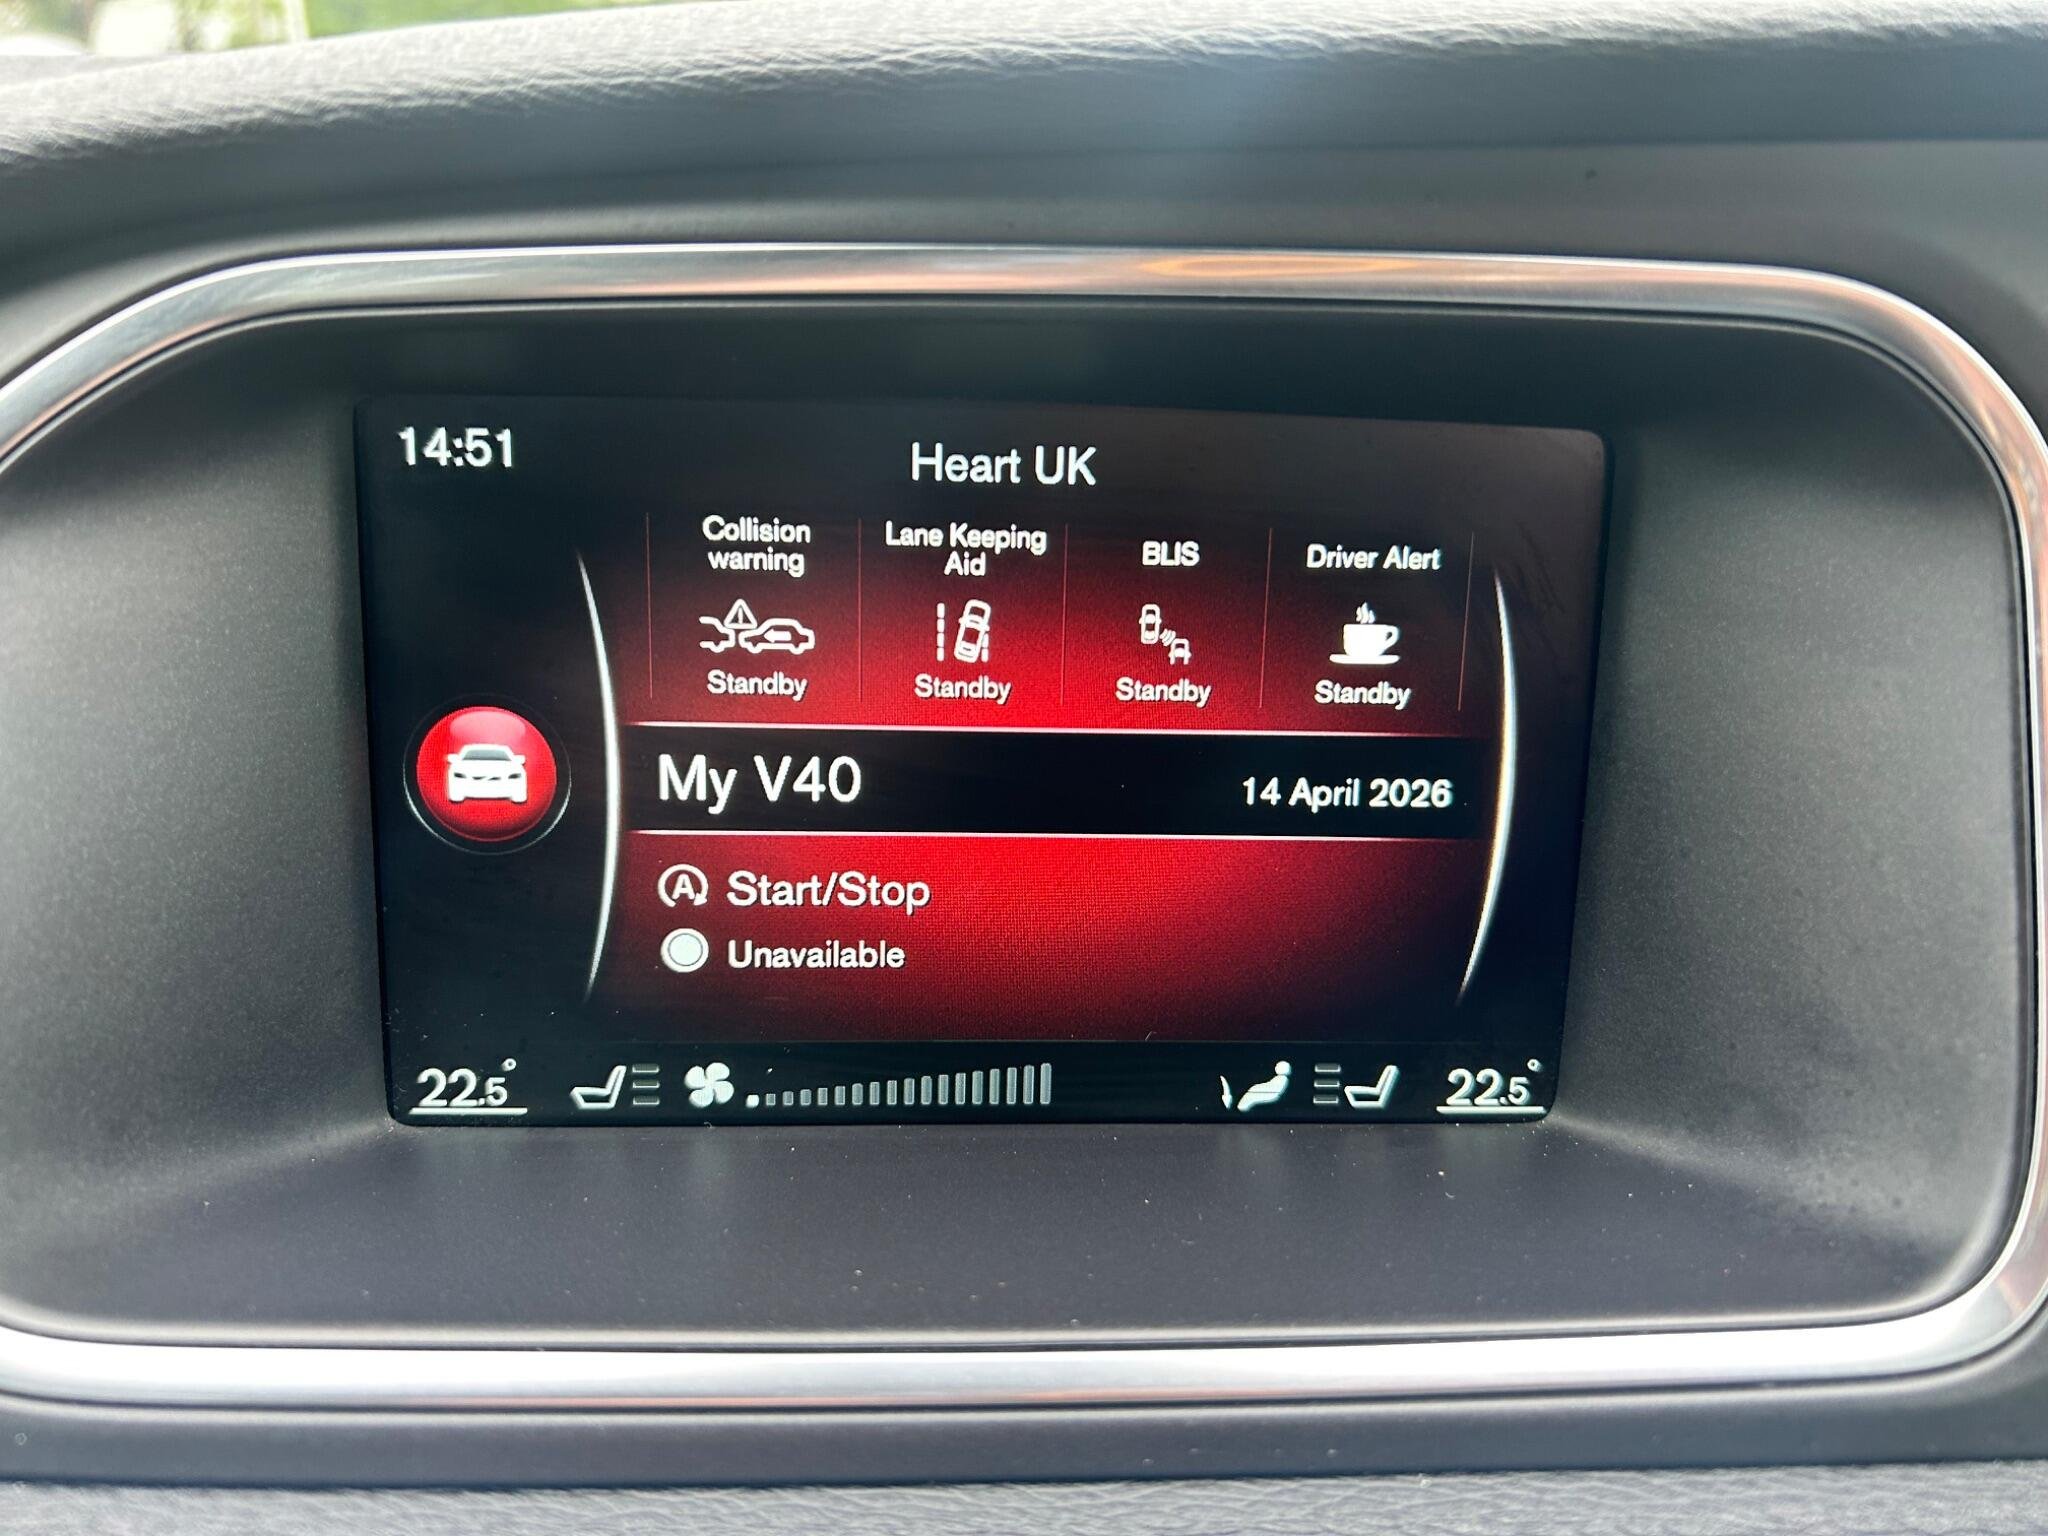 14:51
Heart UK
Collision
warning
Lane Keeping
Aid
BLIS
Driver Alert
Standby
Standby
Standby
Standby
My V40
14 April 2026
A Start/Stop
Unavailable
22.5°
22.5°